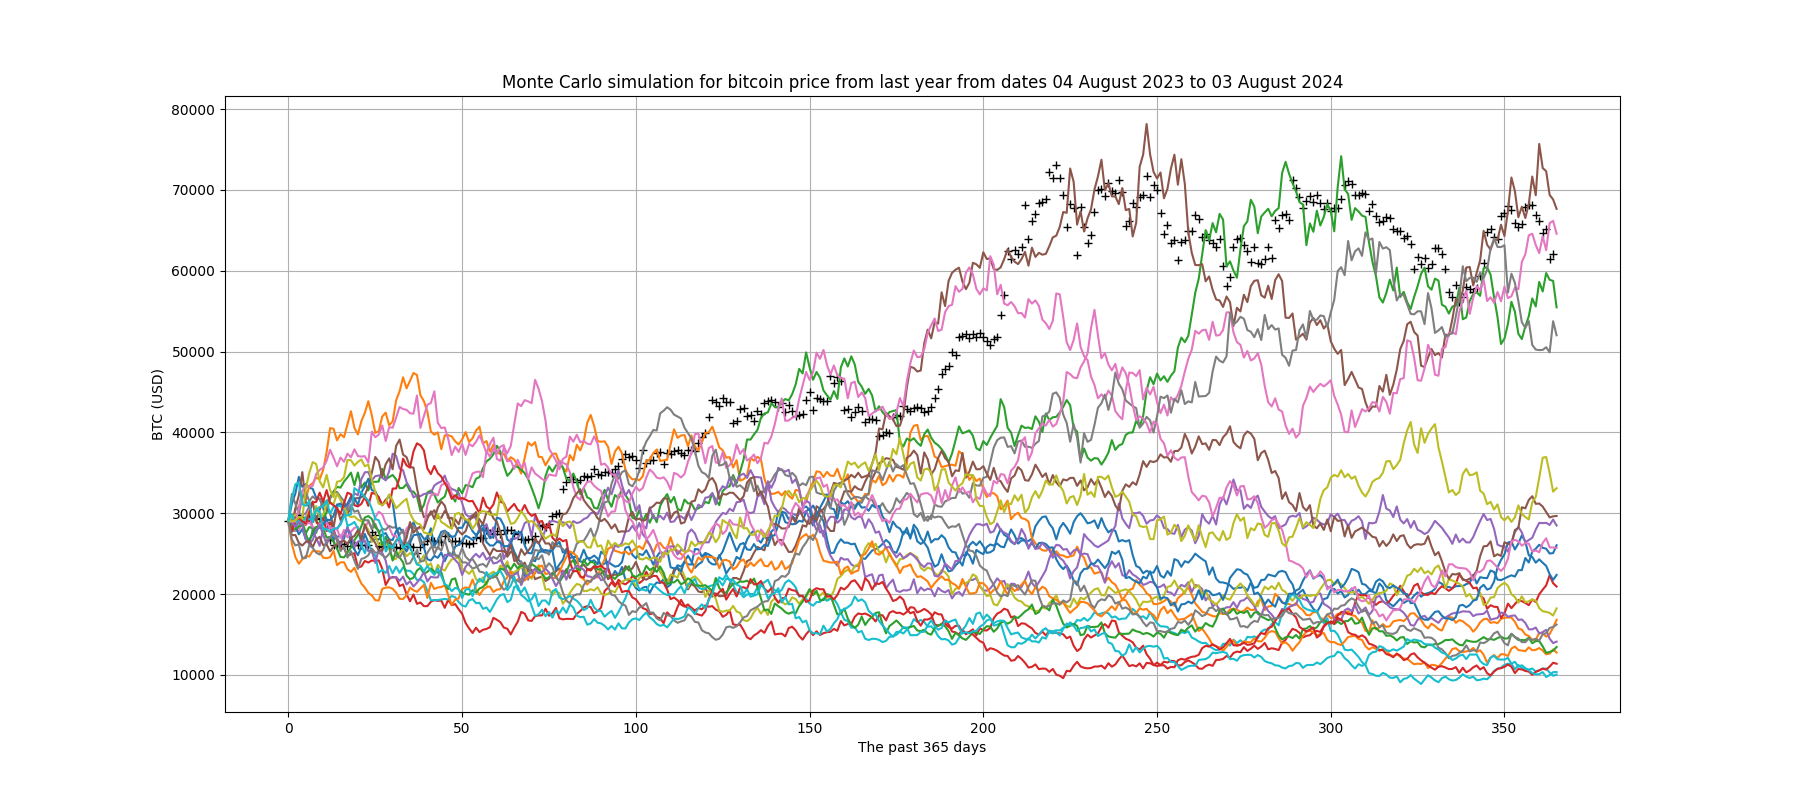 Monte Carlo simulation for bitcoin price from last year from dates 04 August 2023 to 03 August 2024
80000
70000
60000
50000
40000
30000
20000
10000
BTC (USD)
0 50 100 150 200 250 300 350
The past 365 days